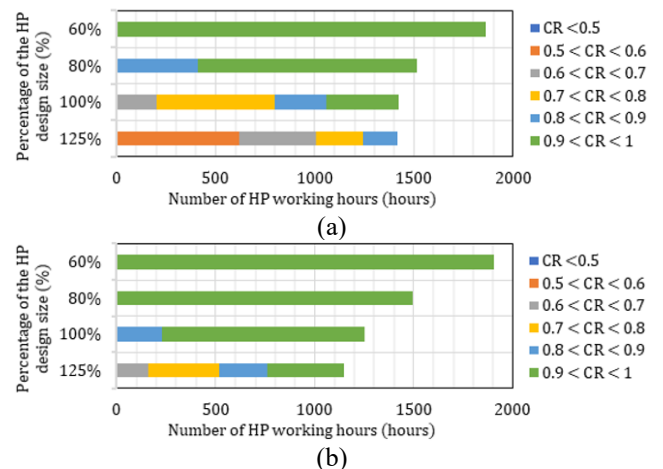 Percentage of the HP
design size (%)
60%
80%
100%
125%
0
500
1000
1500
2000
Number of HP working hours (hours)
CR <0.5
0.5 < CR < 0.6
0.6 < CR < 0.7
0.7 < CR < 0.8
0.8 < CR < 0.9
0.9 < CR < 1
(a)
Percentage of the HP
design size (%)
60%
80%
100%
125%
0
500
1000
1500
2000
Number of HP working hours (hours)
CR <0.5
0.5 < CR < 0.6
0.6 < CR < 0.7
0.7 < CR < 0.8
0.8 < CR < 0.9
0.9 < CR < 1
(b)